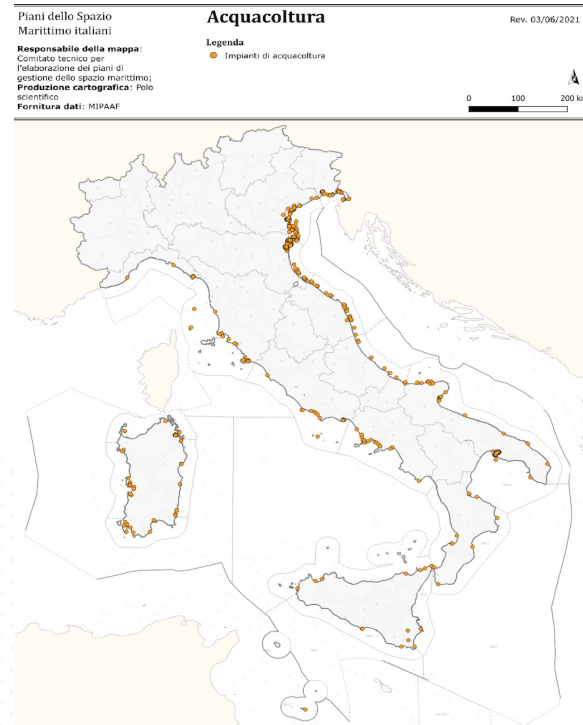 Piani dello Spazio
Marittimo italiani
Responsabile della mappa:
Comitato tecnico per
l'elaborazione dei piani di
gestione dello spazio marittimo;
Produzione cartografica: Polo
scientifico
Fornitura dati: MIPAAF
Acquacoltura
Legenda
Impianti di acquacoltura
Rev. 03/06/2021
0 100 200 km